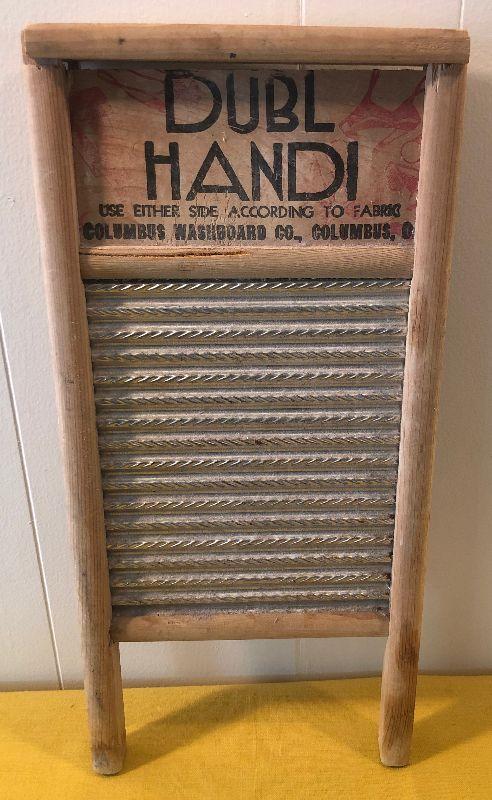 DUBL
HANDI
USE EITHER SIDE ACCORDING TO FABRIC
COLUMBUS WASHBOARD CO., COLUMBUS, O